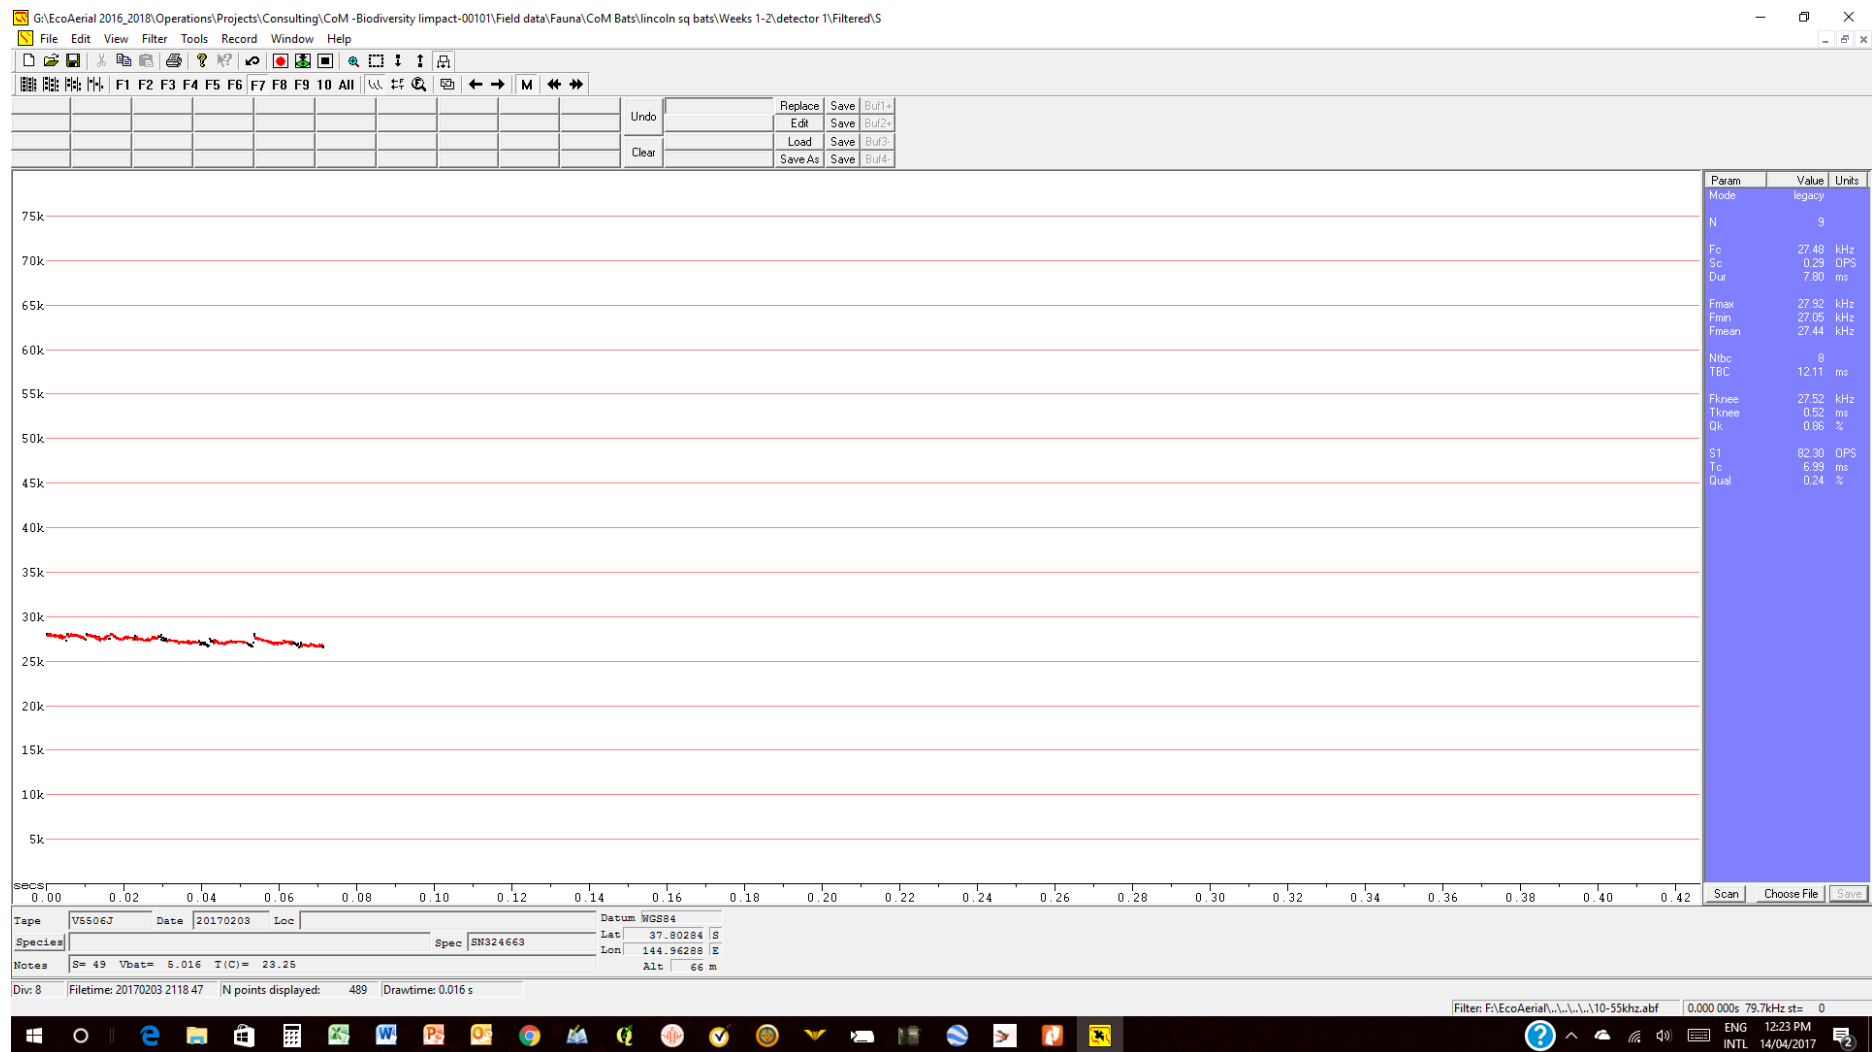 G:\EcoAerial 2016_2018\Operations\Projects\Consulting\CoM -Biodiversity Iimpact-00101\Field data\Fauna\CoM Bats\lincoln sq bats\Weeks 1-2\detector 1\Filtered\S
File Edit View Filter Tools Record Window Help
F1 F2 F3 F4 F5 F6 F7 F8 F9 10 All M
Undo Replace Save Buf1+
Edit Save Buf2+
Clear Load Save Buf3-
Save As Save Buf4-
Param Value Units
Mode legacy
N 9
Fc 27.48 kHz
Sc 0.29 OPS
Dur 7.80 ms
Fmax 27.92 kHz
Fmin 27.05 kHz
Fmean 27.44 kHz
Ntbc 8
TBC 12.11 ms
Fknee 27.52 kHz
Tknee 0.52 ms
Qk 0.86 %
S1 82.30 OPS
Tc 6.99 ms
Qual 0.24 %
75k
70k
65k
60k
55k
50k
45k
40k
35k
30k
25k
20k
15k
10k
5k
secs
0.00 0.02 0.04 0.06 0.08 0.10 0.12 0.14 0.16 0.18 0.20 0.22 0.24 0.26 0.28 0.30 0.32 0.34 0.36 0.38 0.40 0.42
Scan Choose File Save
Tape V5506J Date 20170203 Loc Datum WGS84
Species Spec SN324663 Lat 37.80284 S
Lon 144.96288 E
Notes S= 49 Vbat= 5.016 T(C)= 23.25 Alt 66 m
Div: 8 Filetime: 20170203 2118 47 N points displayed: 489 Drawtime: 0.016 s
Filter: F:\EcoAerial\..\..\..\..\10-55khz.abf 0.000 000s 79.7kHz st= 0
ENG 12:23 PM
INTL 14/04/2017 2